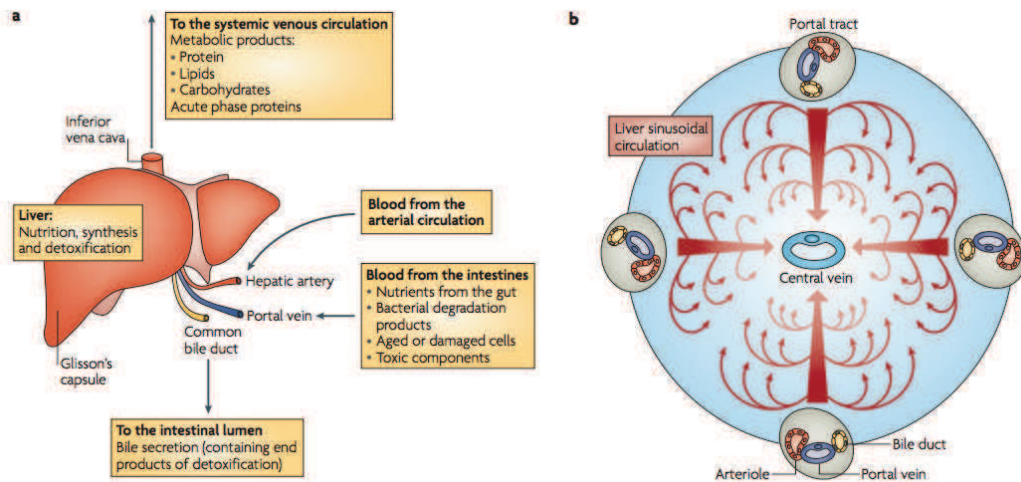 a
To the systemic venous circulation
Metabolic products:
• Protein
• Lipids
• Carbohydrates
Acute phase proteins
Inferior
vena cava
Liver:
Nutrition, synthesis
and detoxification
Blood from the
arterial circulation
Hepatic artery
Blood from the intestines
• Nutrients from the gut
• Bacterial degradation
products
• Aged or damaged cells
• Toxic components
Portal vein
Common
bile duct
Glisson's
capsule
To the intestinal lumen
Bile secretion (containing end
products of detoxification)
b
Portal tract
Liver sinusoidal
circulation
Central vein
Bile duct
Arteriole
Portal vein